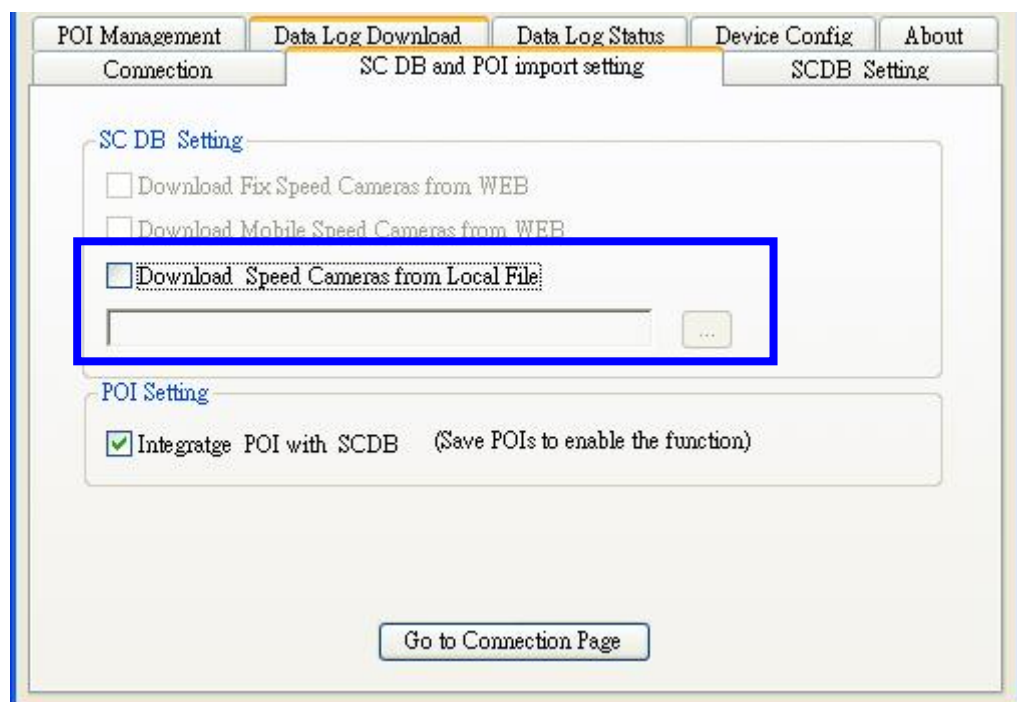 POI Management Data Log Download Data Log Status Device Config About
Connection SC DB and POI import setting SCDB Setting
SC DB Setting
Download Fix Speed Cameras from WEB
Download Mobile Speed Cameras from WEB
Download Speed Cameras from Local File
...
POI Setting
Integratge POI with SCDB (Save POIs to enable the function)
Go to Connection Page